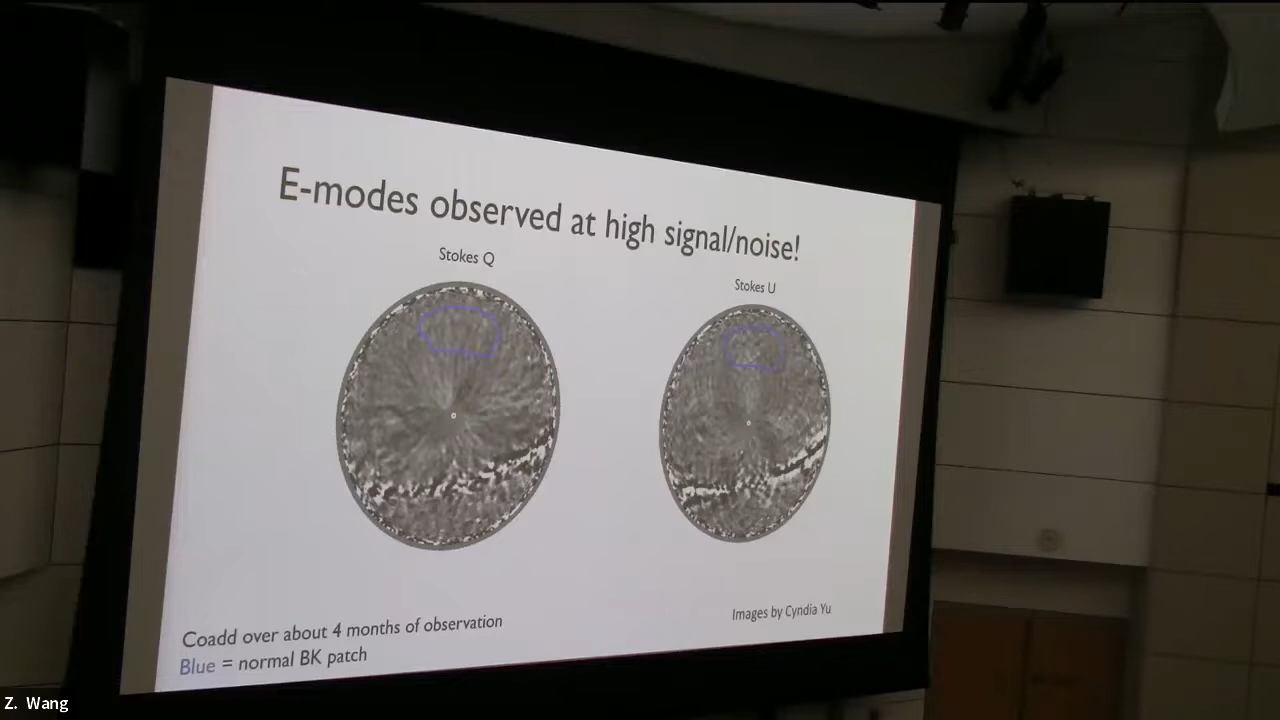 E-modes observed at high signal/noise!
Stokes Q
Stokes U
Images by Cyndia Yu
Coadd over about 4 months of observation
Blue = normal BK patch
Z. Wang